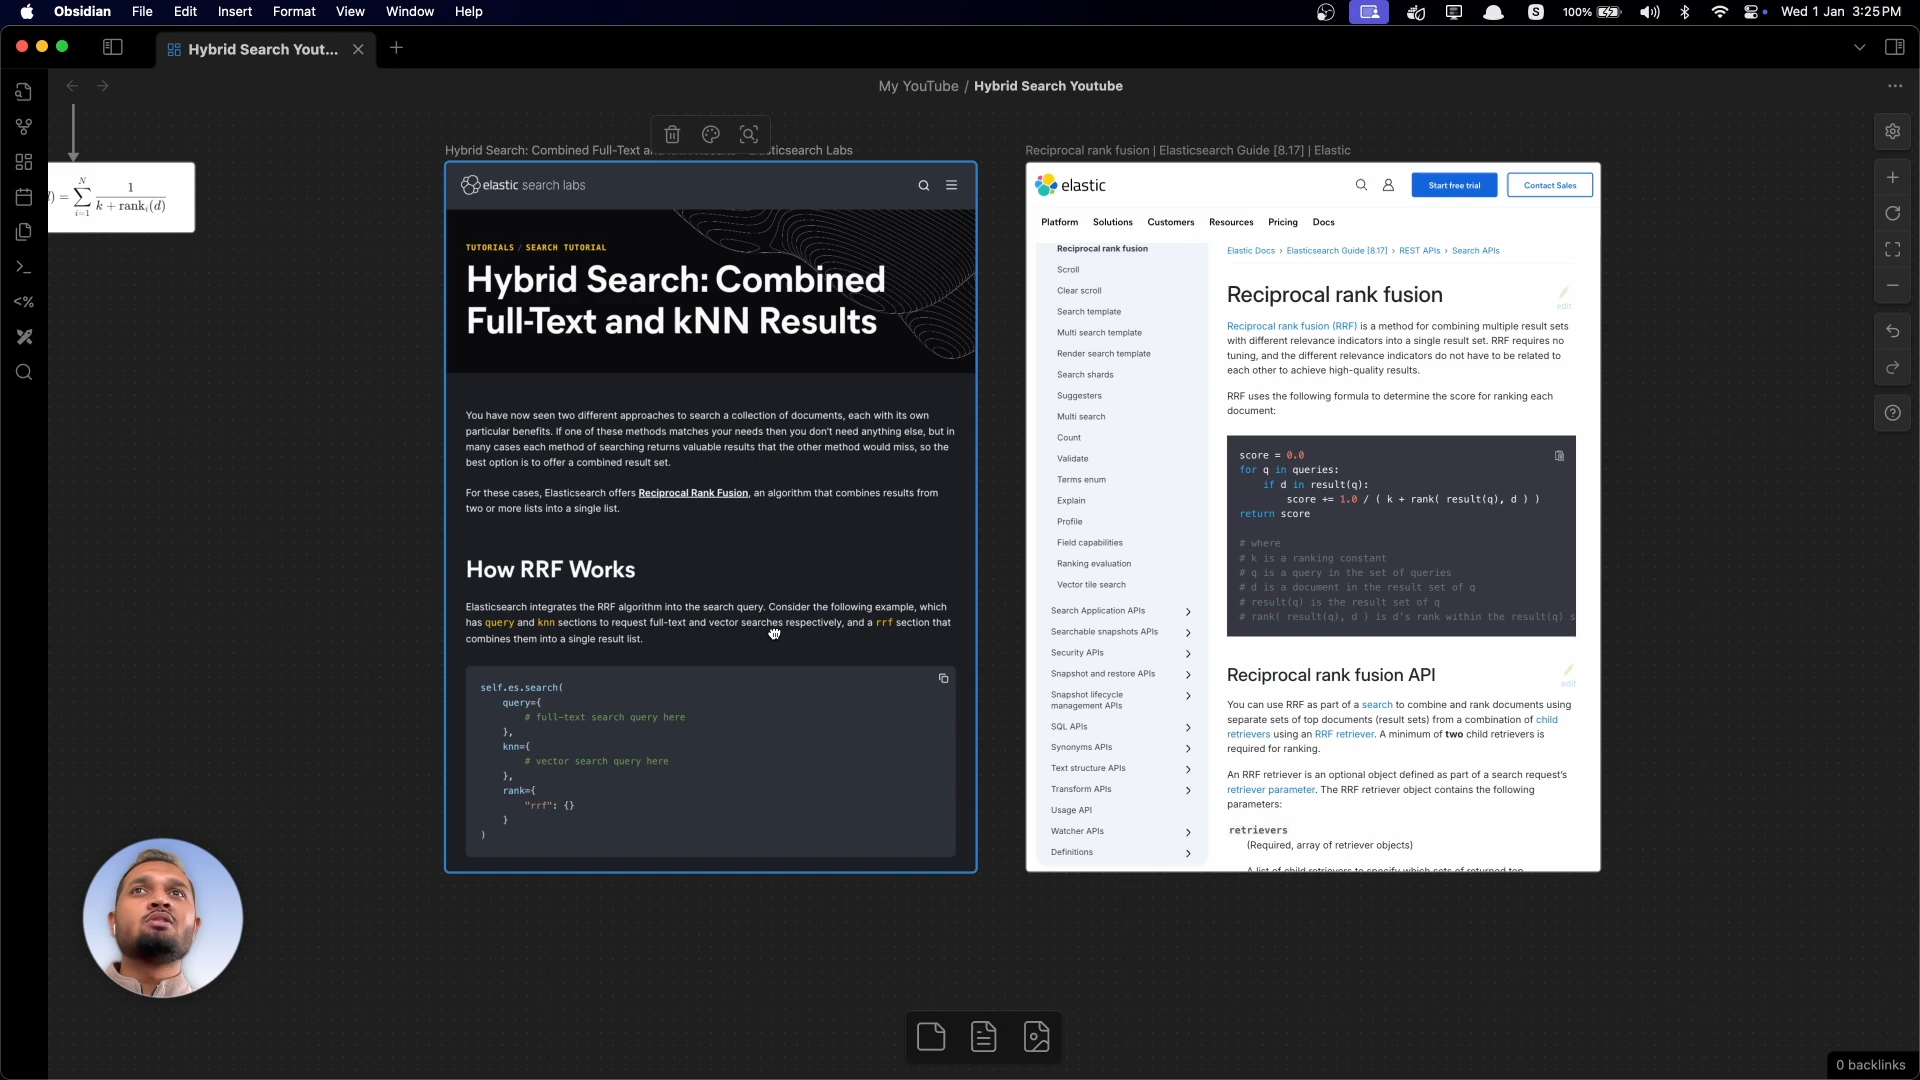 Obsidian File Edit Insert Format View Window Help
S 100% Wed 1 Jan 3:25 PM
Hybrid Search Yout...
My YouTube / Hybrid Search Youtube
) = ∑ i=1 N 1 / k + rank_i(d)
Hybrid Search: Combined Full-Text a
sticsearch Labs
elastic search labs
TUTORIALS / SEARCH TUTORIAL
Hybrid Search: Combined
Full-Text and kNN Results
You have now seen two different approaches to search a collection of documents, each with its own
particular benefits. If one of these methods matches your needs then you don't need anything else, but in
many cases each method of searching returns valuable results that the other method would miss, so the
best option is to offer a combined result set.
For these cases, Elasticsearch offers Reciprocal Rank Fusion, an algorithm that combines results from
two or more lists into a single list.
How RRF Works
Elasticsearch integrates the RRF algorithm into the search query. Consider the following example, which
has query and knn sections to request full-text and vector searches respectively, and a rrf section that
combines them into a single result list.
self.es.search(
query={
# full-text search query here
},
knn={
# vector search query here
},
rank={
"rrf": {}
}
)
Reciprocal rank fusion | Elasticsearch Guide [8.17] | Elastic
elastic
Start free trial
Contact Sales
Platform Solutions Customers Resources Pricing Docs
Reciprocal rank fusion
Scroll
Clear scroll
Search template
Multi search template
Render search template
Search shards
Suggesters
Multi search
Count
Validate
Terms enum
Explain
Profile
Field capabilities
Ranking evaluation
Vector tile search
Search Application APIs
Searchable snapshots APIs
Security APIs
Snapshot and restore APIs
Snapshot lifecycle
management APIs
SQL APIs
Synonyms APIs
Text structure APIs
Transform APIs
Usage API
Watcher APIs
Definitions
Elastic Docs › Elasticsearch Guide [8.17] › REST APIs › Search APIs
Reciprocal rank fusion
edit
Reciprocal rank fusion (RRF) is a method for combining multiple result sets
with different relevance indicators into a single result set. RRF requires no
tuning, and the different relevance indicators do not have to be related to
each other to achieve high-quality results.
RRF uses the following formula to determine the score for ranking each
document:
score = 0.0
for q in queries:
if d in result(q):
score += 1.0 / ( k + rank( result(q), d ) )
return score
# where
# k is a ranking constant
# q is a query in the set of queries
# d is a document in the result set of q
# result(q) is the result set of q
# rank( result(q), d ) is d's rank within the result(q) s
Reciprocal rank fusion API
edit
You can use RRF as part of a search to combine and rank documents using
separate sets of top documents (result sets) from a combination of child
retrievers using an RRF retriever. A minimum of two child retrievers is
required for ranking.
An RRF retriever is an optional object defined as part of a search request's
retriever parameter. The RRF retriever object contains the following
parameters:
retrievers
(Required, array of retriever objects)
A list of child retrievers to specify which sets of returned top
0 backlinks